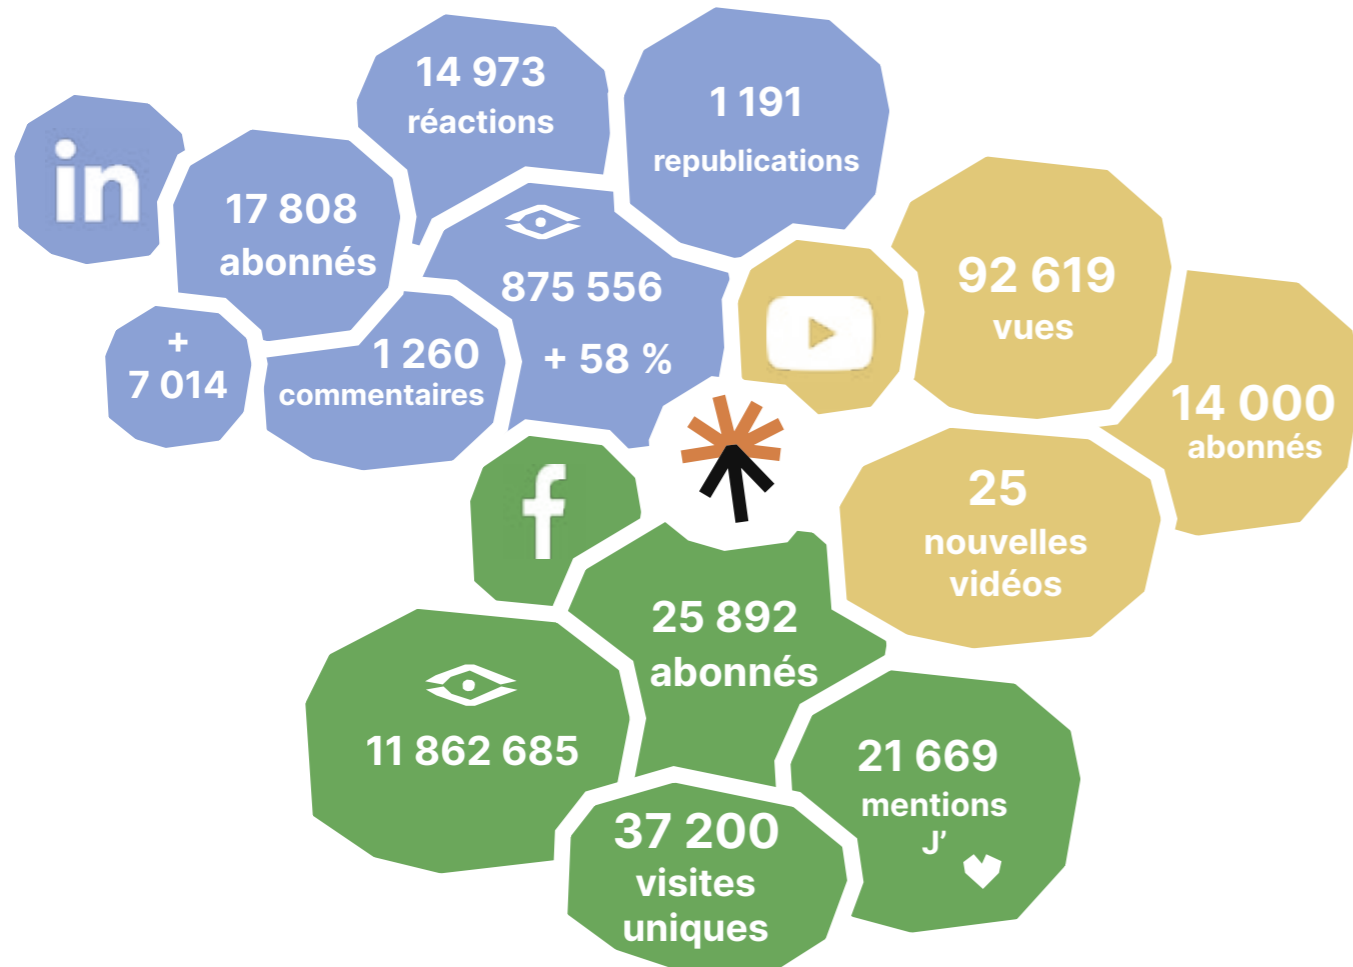 in
14 973
réactions
1 191
republications
17 808
abonnés
+
7 014
1 260
commentaires
875 556
+ 58 %
92 619
vues
14 000
abonnés
25
nouvelles
vidéos
f
25 892
abonnés
11 862 685
21 669
mentions
J’
37 200
visites
uniques